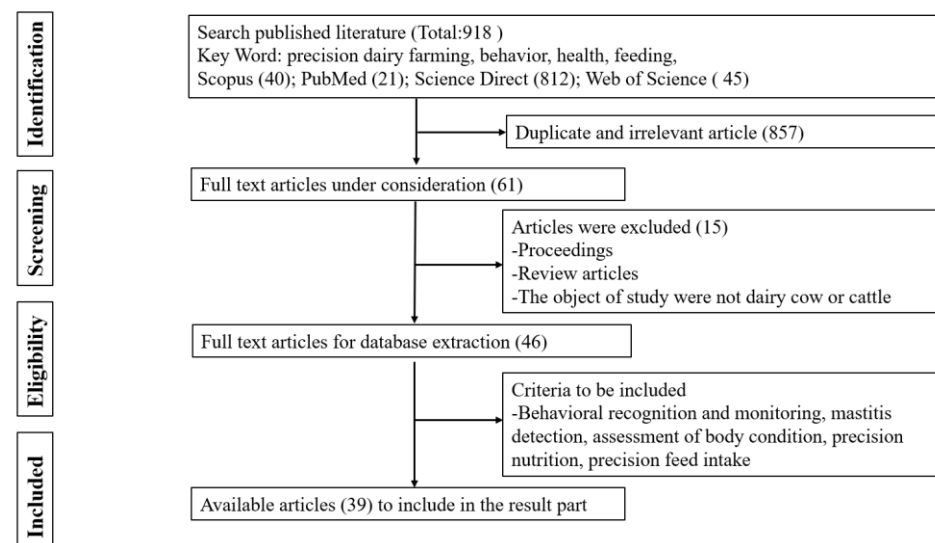 Identification
Search published literature (Total:918 )
Key Word: precision dairy farming, behavior, health, feeding,
Scopus (40); PubMed (21); Science Direct (812); Web of Science ( 45)
Duplicate and irrelevant article (857)
Screening
Full text articles under consideration (61)
Articles were excluded (15)
-Proceedings
-Review articles
-The object of study were not dairy cow or cattle
Eligibility
Full text articles for database extraction (46)
Criteria to be included
-Behavioral recognition and monitoring, mastitis
detection, assessment of body condition, precision
nutrition, precision feed intake
Included
Available articles (39) to include in the result part